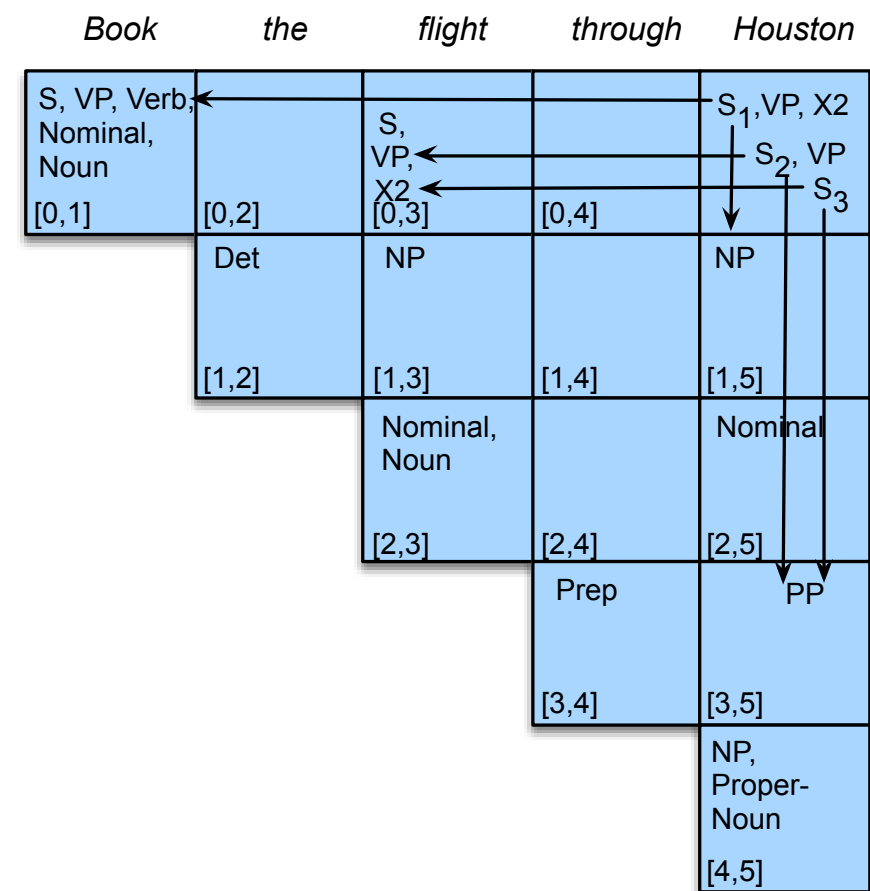 Book the flight through Houston
S, VP, Verb,
Nominal,
Noun
[0,1]
[0,2]
S,
VP,
X2
[0,3]
[0,4]
S1,VP, X2
S2, VP
S3
Det
[1,2]
NP
[1,3]
[1,4]
NP
[1,5]
Nominal,
Noun
[2,3]
[2,4]
Nominal
[2,5]
Prep
[3,4]
PP
[3,5]
NP,
Proper-
Noun
[4,5]